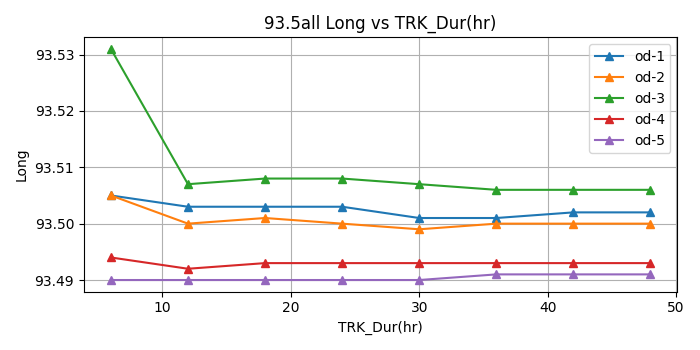 93.5all Long vs TRK_Dur(hr)
Long
93.53
93.52
93.51
93.50
93.49
10
20
30
40
50
TRK_Dur(hr)
od-1
od-2
od-3
od-4
od-5